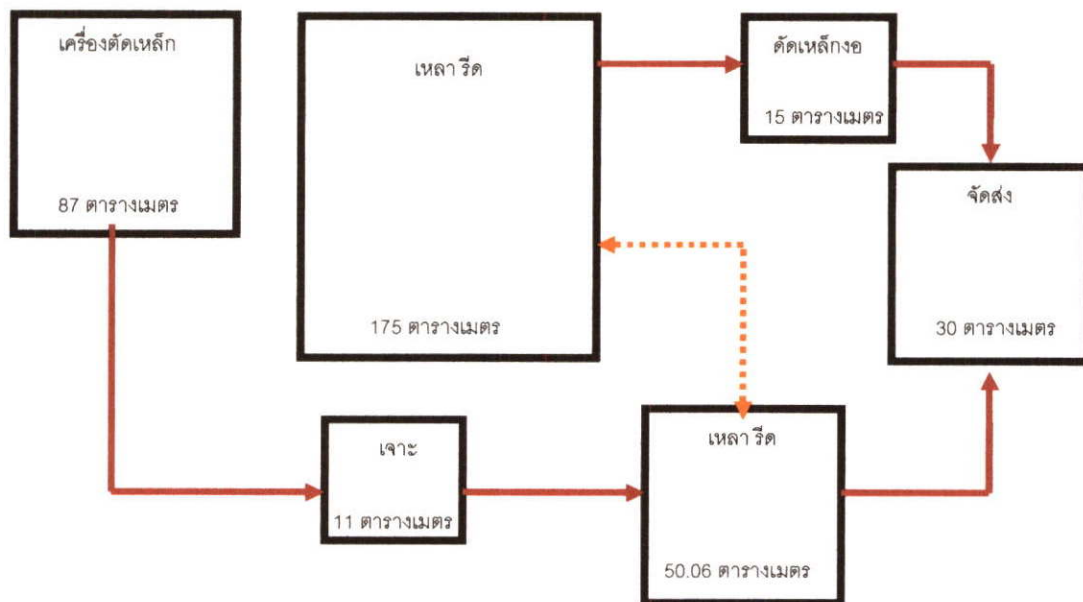 เครื่องตัดเหล็ก
87 ตารางเมตร
เหลา รีด
175 ตารางเมตร
ดัดเหล็กงอ
15 ตารางเมตร
จัดส่ง
30 ตารางเมตร
เจาะ
11 ตารางเมตร
เหลา รีด
50.06 ตารางเมตร